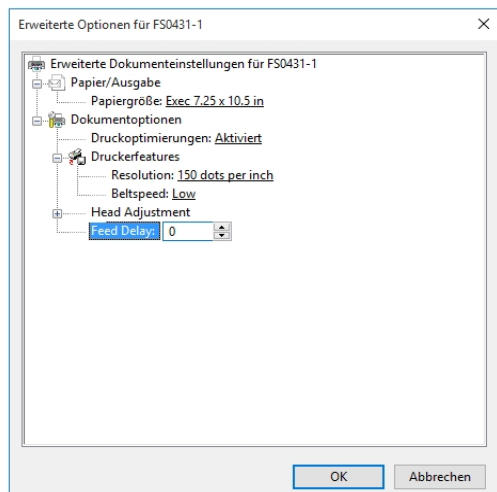 Erweiterte Optionen für FS0431-1
Erweiterte Dokumenteinstellungen für FS0431-1
Papier/Ausgabe
Papiergröße: Exec 7.25 x 10.5 in
Dokumentoptionen
Druckoptimierungen: Aktiviert
Druckerfeatures
Resolution: 150 dots per inch
Beltspeed: Low
Head Adjustment
Feed Delay: 0
OK Abbrechen